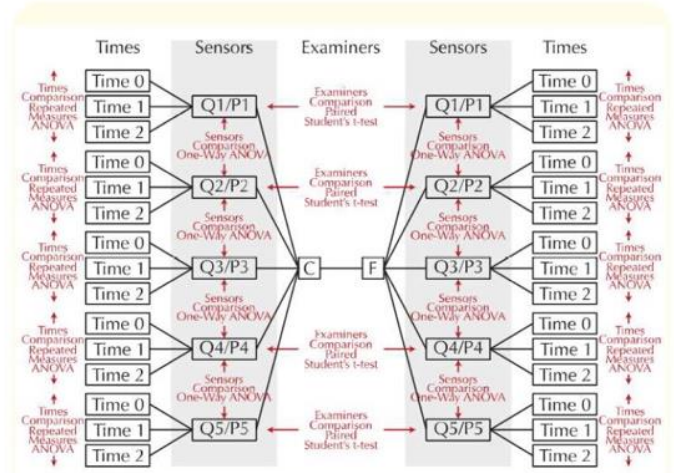 Times Sensors Examiners Sensors Times
Time 0 Time 0
Times Comparison Repeated Measures ANOVA
Time 1 Q1/P1 Examiners Comparison Paired Student's t-test Q1/P1 Time 1
Times Comparison Repeated Measures ANOVA
Time 2 Time 2
Sensors Comparison One-Way ANOVA
Sensors Comparison One-Way ANOVA
Time 0 Time 0
Times Comparison Repeated Measures ANOVA
Time 1 Q2/P2 Examiners Comparison Paired Student's t-test Q2/P2 Time 1
Times Comparison Repeated Measures ANOVA
Time 2 Time 2
Sensors Comparison One-Way ANOVA
Sensors Comparison One-Way ANOVA
Time 0 Time 0
Times Comparison Repeated Measures ANOVA
Time 1 Q3/P3 C F Q3/P3 Time 1
Times Comparison Repeated Measures ANOVA
Time 2 Time 2
Sensors Comparison One-Way ANOVA
Sensors Comparison One-Way ANOVA
Time 0 Time 0
Times Comparison Repeated Measures ANOVA
Time 1 Q4/P4 Examiners Comparison Paired Student's t-test Q4/P4 Time 1
Times Comparison Repeated Measures ANOVA
Time 2 Time 2
Sensors Comparison One-Way ANOVA
Sensors Comparison One-Way ANOVA
Time 0 Time 0
Times Comparison Repeated Measures ANOVA
Time 1 Q5/P5 Examiners Comparison Paired Student's t-test Q5/P5 Time 1
Times Comparison Repeated Measures ANOVA
Time 2 Time 2